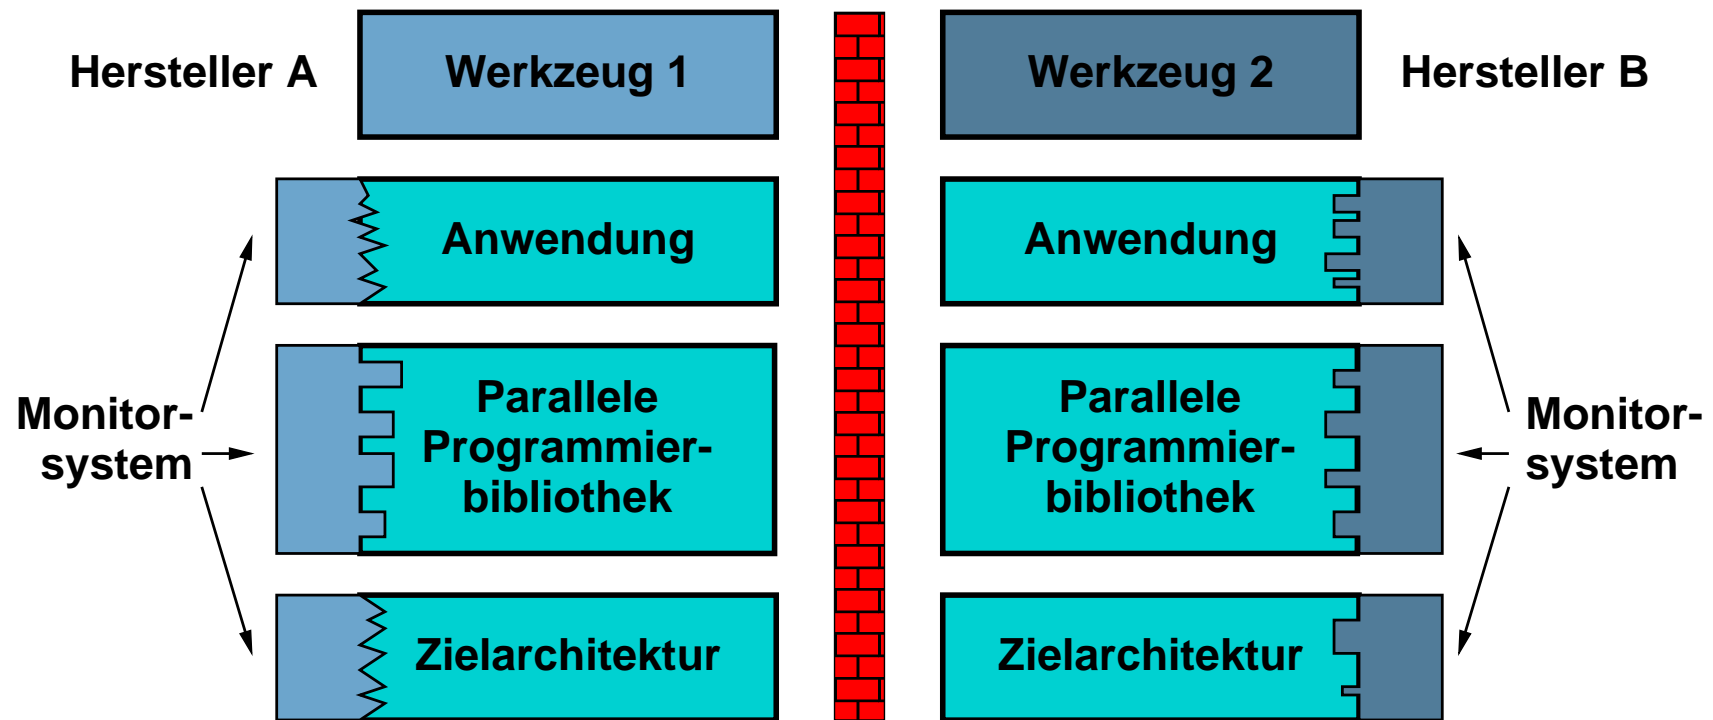 Hersteller A
Werkzeug 1
Werkzeug 2
Hersteller B
Anwendung
Anwendung
Monitor-
system
Parallele
Programmier-
bibliothek
Parallele
Programmier-
bibliothek
Monitor-
system
Zielarchitektur
Zielarchitektur